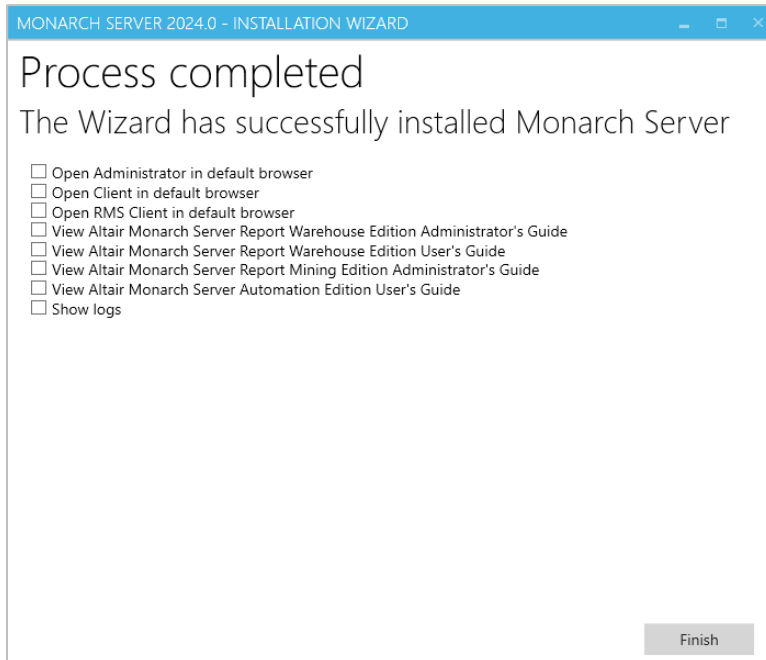 MONARCH SERVER 2024.0 - INSTALLATION WIZARD
Process completed
The Wizard has successfully installed Monarch Server
Open Administrator in default browser
Open Client in default browser
Open RMS Client in default browser
View Altair Monarch Server Report Warehouse Edition Administrator's Guide
View Altair Monarch Server Report Warehouse Edition User's Guide
View Altair Monarch Server Report Mining Edition Administrator's Guide
View Altair Monarch Server Automation Edition User's Guide
Show logs
Finish